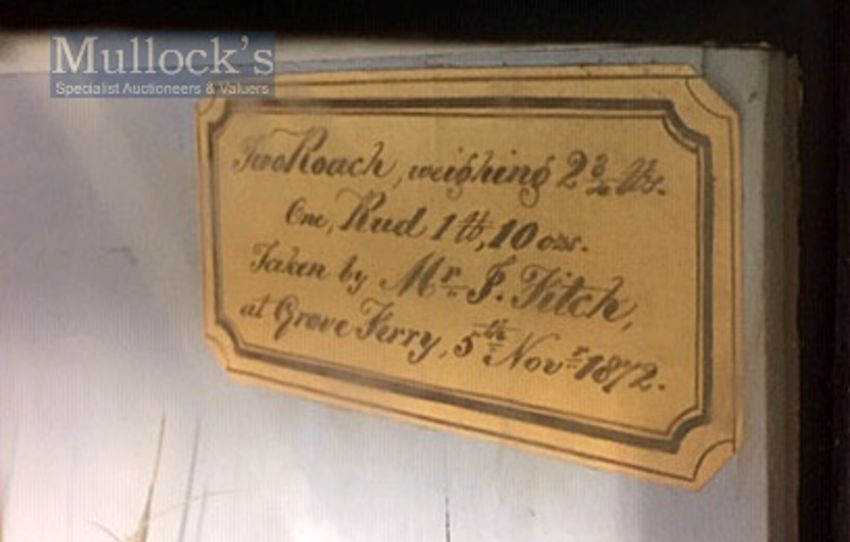 Mullock's
Specialist Auctioneers & Valuers
Two Roach, weighing 2¾ lbs.
One, Rud 1 lb, 10 ozs.
Taken by Mr. J. Fitch,
at Grove Ferry, 5th Novr 1872.